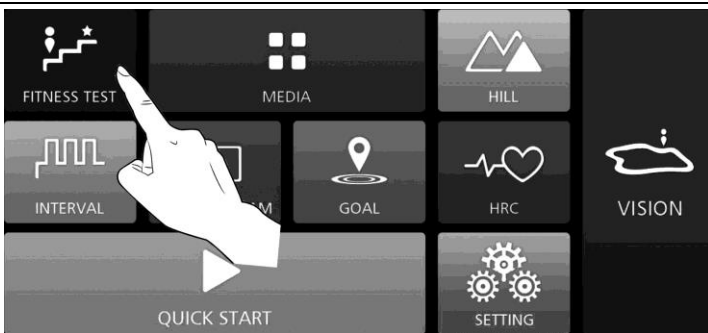 FITNESS TEST
MEDIA
HILL
INTERVAL
GOAL
HRC
VISION
QUICK START
SETTING